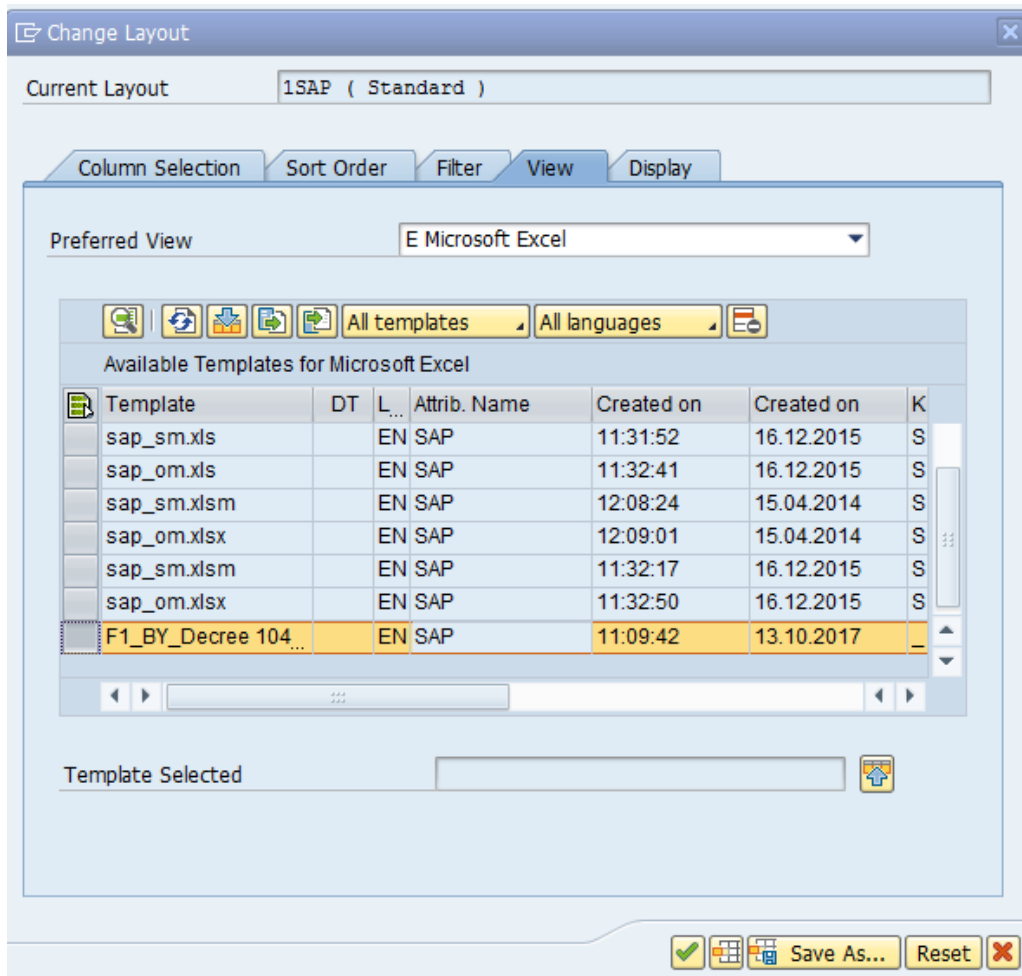 Change Layout
Current Layout 1SAP ( Standard )
Column Selection Sort Order Filter View Display
Preferred View E Microsoft Excel
All templates All languages
Available Templates for Microsoft Excel
Template DT L... Attrib. Name Created on Created on K
sap_sm.xls EN SAP 11:31:52 16.12.2015 S
sap_om.xls EN SAP 11:32:41 16.12.2015 S
sap_sm.xlsm EN SAP 12:08:24 15.04.2014 S
sap_om.xlsx EN SAP 12:09:01 15.04.2014 S
sap_sm.xlsm EN SAP 11:32:17 16.12.2015 S
sap_om.xlsx EN SAP 11:32:50 16.12.2015 S
F1_BY_Decree 104... EN SAP 11:09:42 13.10.2017 _
Template Selected
Save As... Reset